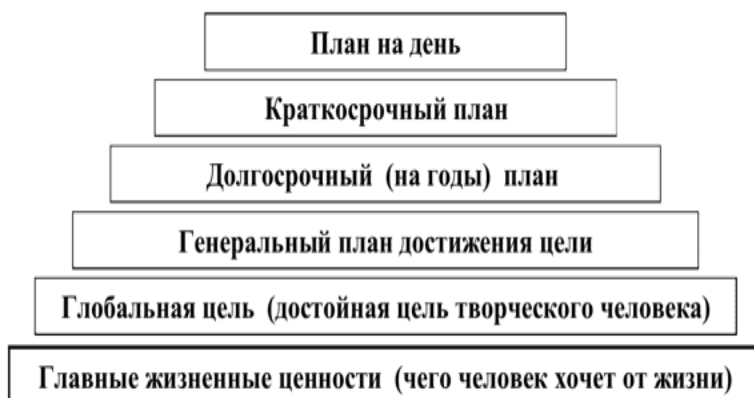 План на день
Краткосрочный план
Долгосрочный (на годы) план
Генеральный план достижения цели
Глобальная цель (достойная цель творческого человека)
Главные жизненные ценности (чего человек хочет от жизни)